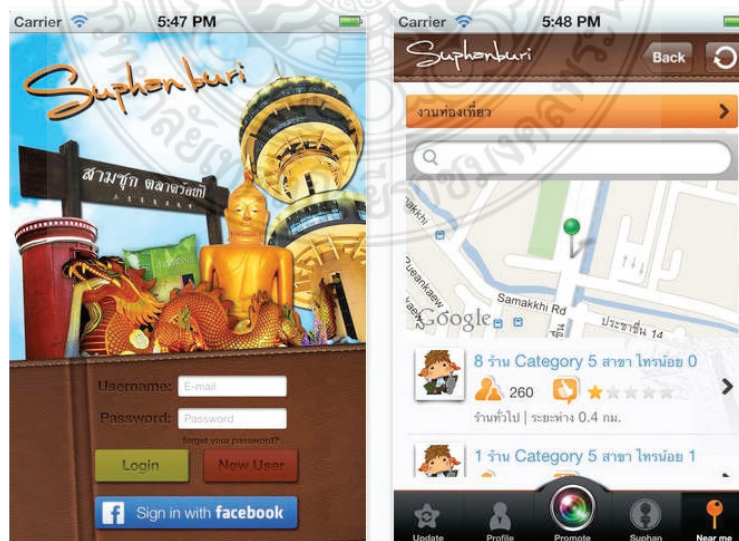 Carrier 5:47 PM
Suphan buri
สามชุก ตลาดร้อยปี
Username: E-mail
Password: Password
forgot your password?
Login New User
Sign in with facebook
Carrier 5:48 PM
Suphanburi Back
งานท่องเที่ยว
Samakkhi Rd
ประชาชื่น 14
Google
8 ร้าน Category 5 สาขา ไทรน้อย 0
260
ร้านทั่วไป | ระยะห่าง 0.4 กม.
1 ร้าน Category 5 สาขา ไทรน้อย 1
Update Profile Promote Suphan Near me